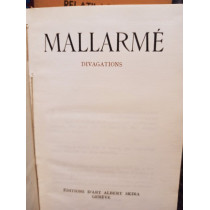 MALLARMÉ
DIVAGATIONS
ÉDITIONS D'ART ALBERT SKIRA
GENÈVE